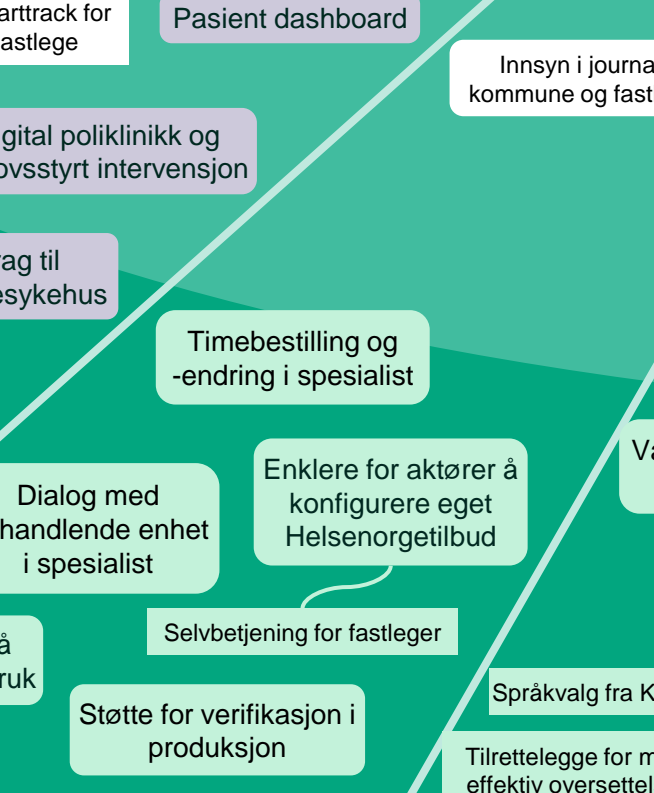 arttrack for
astlege
Pasient dashboard
Innsyn i journa
kommune og fast
gital poliklinikk og
ovsstyrt intervensjon
ag til
esykehus
Timebestilling og
-endring i spesialist
Enklere for aktører å
konfigurere eget
Helsenorgetilbud
Dialog med
handlende enhet
i spesialist
Selvbetjening for fastleger
å
ruk
Støtte for verifikasjon i
produksjon
Va
Språkvalg fra K
Tilrettelegge for m
effektiv oversettel